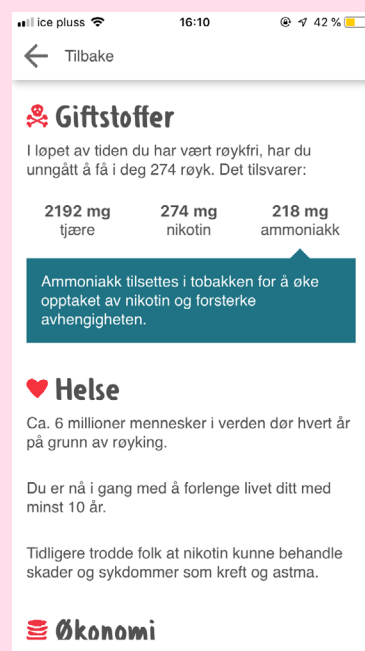 ice pluss 16:10 42 %
Tilbake
Giftstoffer
I løpet av tiden du har vært røykfri, har du
unngått å få i deg 274 røyk. Det tilsvarer:
2192 mg 274 mg 218 mg
tjære nikotin ammoniakk
Ammoniakk tilsettes i tobakken for å øke
opptaket av nikotin og forsterke
avhengigheten.
Helse
Ca. 6 millioner mennesker i verden dør hvert år
på grunn av røyking.
Du er nå i gang med å forlenge livet ditt med
minst 10 år.
Tidligere trodde folk at nikotin kunne behandle
skader og sykdommer som kreft og astma.
Økonomi